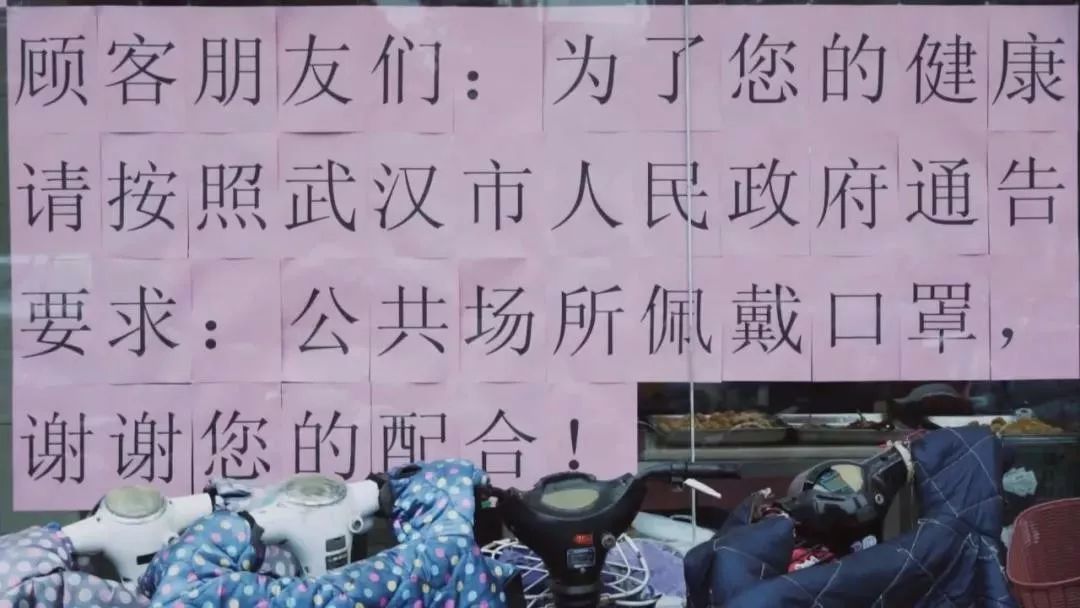 顾客朋友们：为了您的健康
请按照武汉市人民政府通告
要求：公共场所佩戴口罩，
谢谢您的配合！